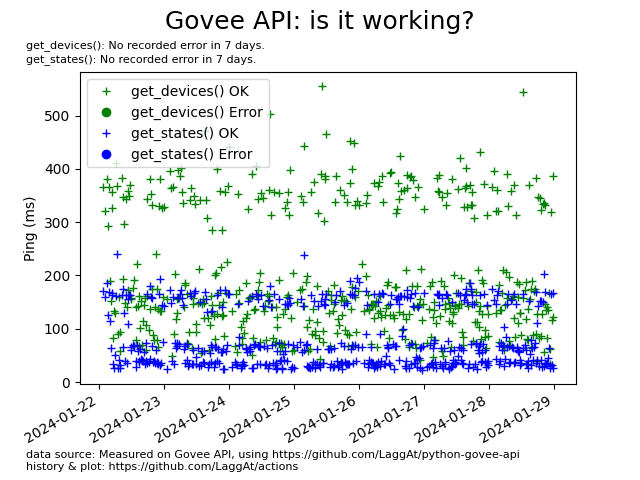 Govee API: is it working?
get_devices(): No recorded error in 7 days.
get_states(): No recorded error in 7 days.
get_devices() OK
get_devices() Error
get_states() OK
get_states() Error
Ping (ms)
500
400
300
200
100
0
2024-01-22
2024-01-23
2024-01-24
2024-01-25
2024-01-26
2024-01-27
2024-01-28
2024-01-29
data source: Measured on Govee API, using https://github.com/LaggAt/python-govee-api
history & plot: https://github.com/LaggAt/actions